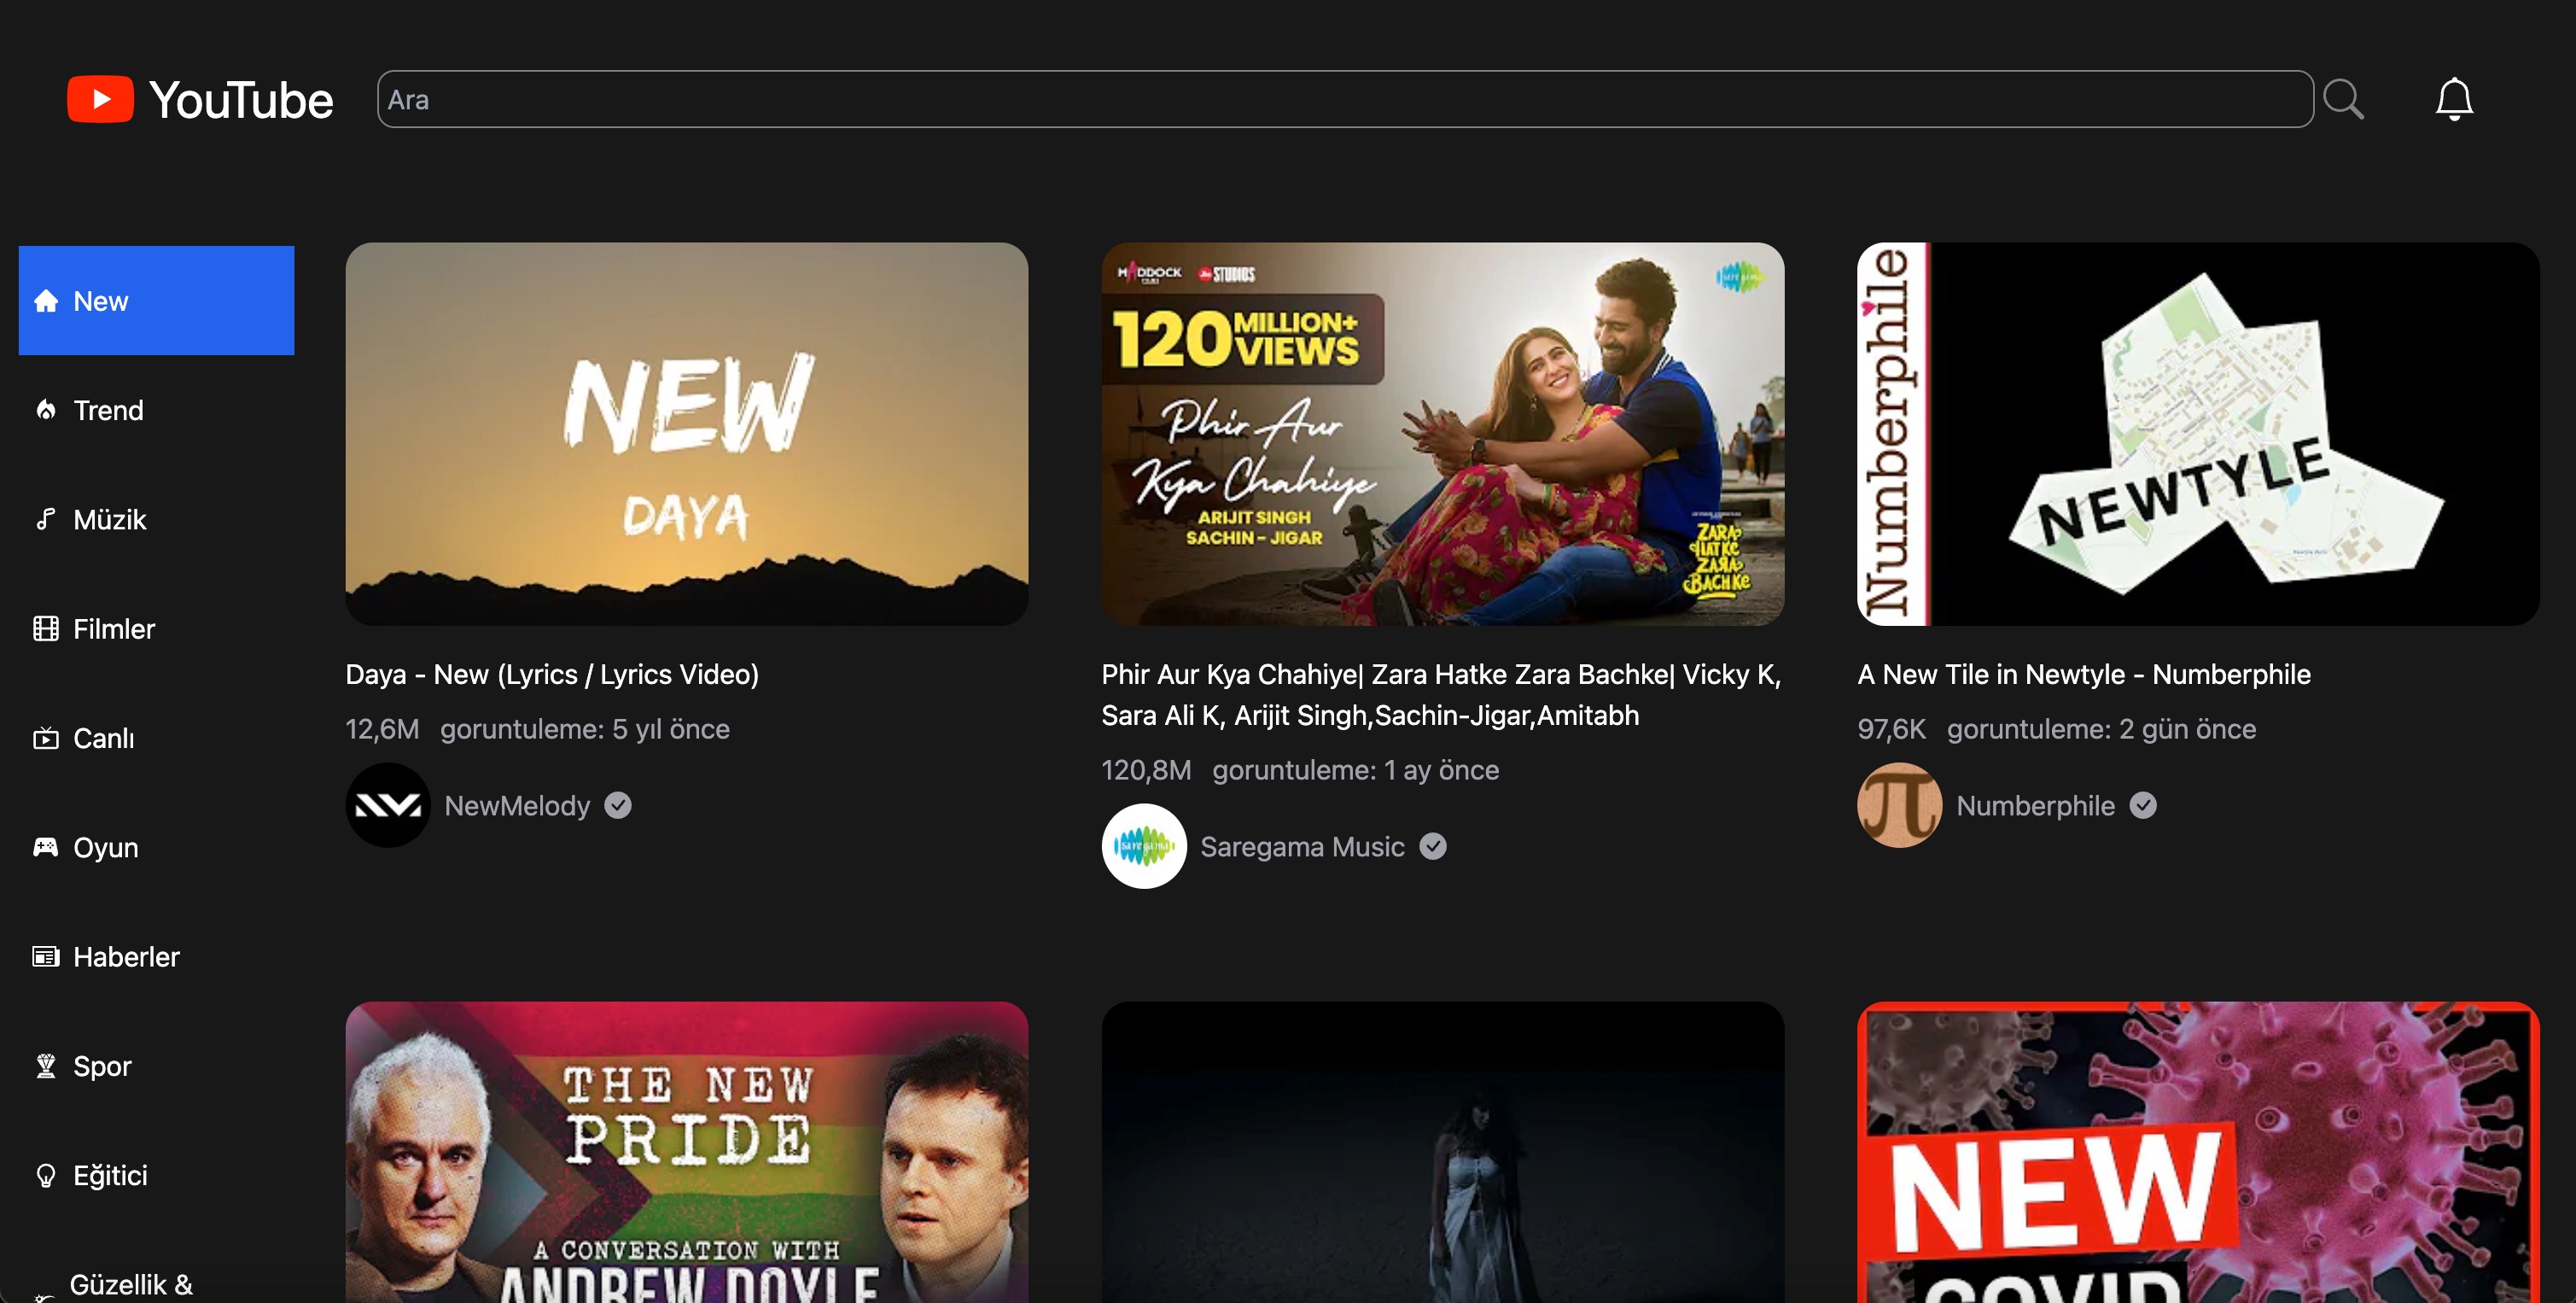 YouTube
Ara
New
Trend
Müzik
Filmler
Canlı
Oyun
Haberler
Spor
Eğitici
Güzellik &
NEW
DAYA
Daya - New (Lyrics / Lyrics Video)
12,6M goruntuleme: 5 yıl önce
NewMelody
MADDOCK
Jio STUDIOS
saregama
120 MILLION+
VIEWS
Phir Aur
Kya Chahiye
ARIJIT SINGH
SACHIN - JIGAR
ZARA
HATKE
ZARA
BACHKE
Phir Aur Kya Chahiye| Zara Hatke Zara Bachke| Vicky K,
Sara Ali K, Arijit Singh,Sachin-Jigar,Amitabh
120,8M goruntuleme: 1 ay önce
saregama
Saregama Music
Numberphile
NEWTYLE
A New Tile in Newtyle - Numberphile
97,6K goruntuleme: 2 gün önce
Numberphile
THE NEW
PRIDE
A CONVERSATION WITH
ANDREW DOYLE
NEW
COVID